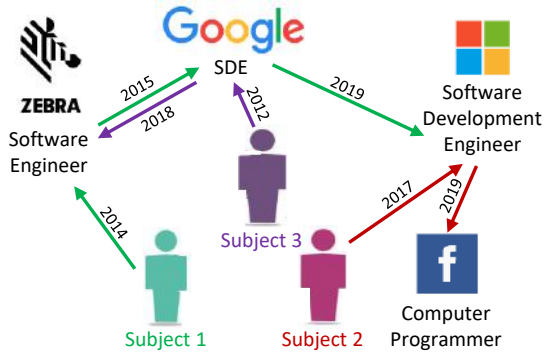 Google
ZEBRA
SDE
2015
2018
2019
2012
Software
Engineer
Software
Development
Engineer
2014
2017
2019
Subject 3
f
Subject 1
Subject 2
Computer
Programmer